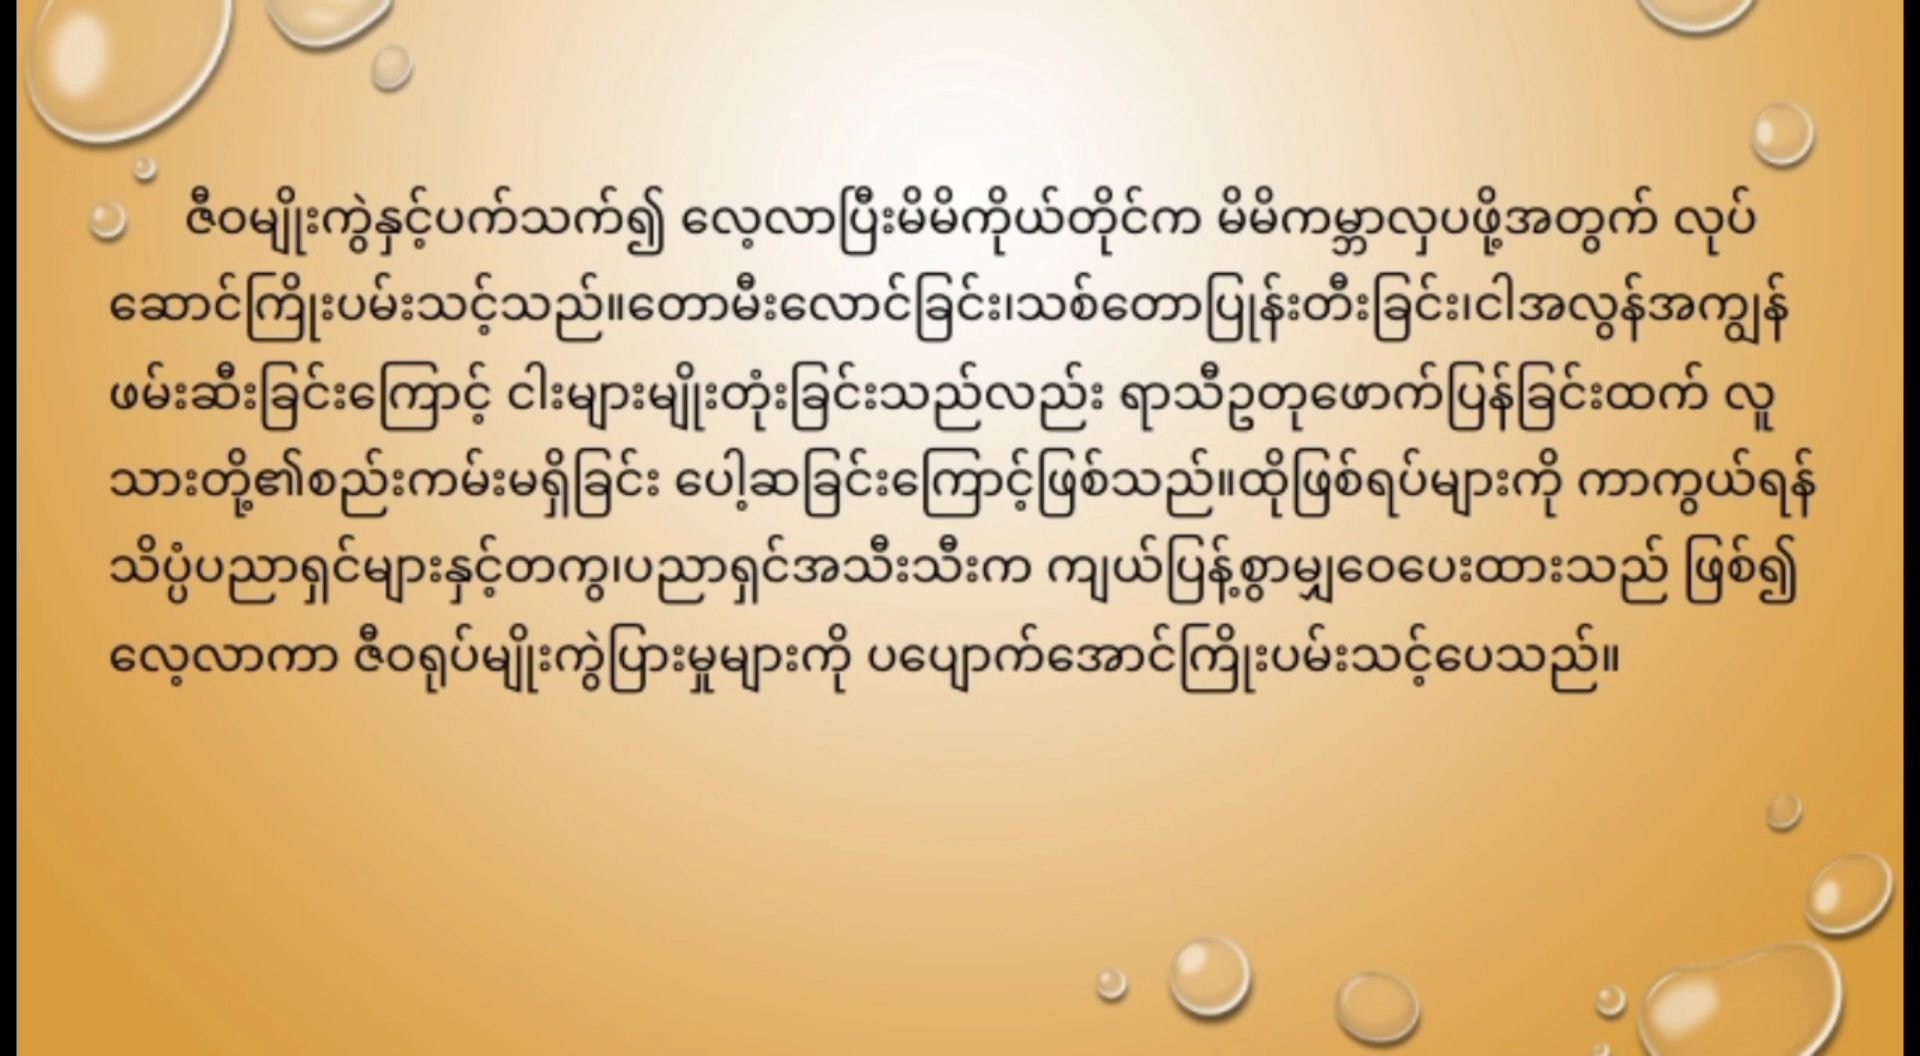 ဇီဝမျိုးကွဲနှင့်ပက်သက်၍ လေ့လာပြီးမိမိကိုယ်တိုင်က မိမိကမ္ဘာလှပဖို့အတွက် လုပ်
ဆောင်ကြိုးပမ်းသင့်သည်။တောမီးလောင်ခြင်း၊သစ်တောပြုန်းတီးခြင်း၊ငါအလွန်အကျွန်
ဖမ်းဆီးခြင်းကြောင့် ငါးများမျိုးတုံးခြင်းသည်လည်း ရာသီဥတုဖောက်ပြန်ခြင်းထက် လူ
သားတို့၏စည်းကမ်းမရှိခြင်း ပေါ့ဆခြင်းကြောင့်ဖြစ်သည်။ထိုဖြစ်ရပ်များကို ကာကွယ်ရန်
သိပ္ပံပညာရှင်များနှင့်တကွ၊ပညာရှင်အသီးသီးက ကျယ်ပြန့်စွာမျှဝေပေးထားသည် ဖြစ်၍
လေ့လာကာ ဇီဝရုပ်မျိုးကွဲပြားမှုများကို ပပျောက်အောင်ကြိုးပမ်းသင့်ပေသည်။